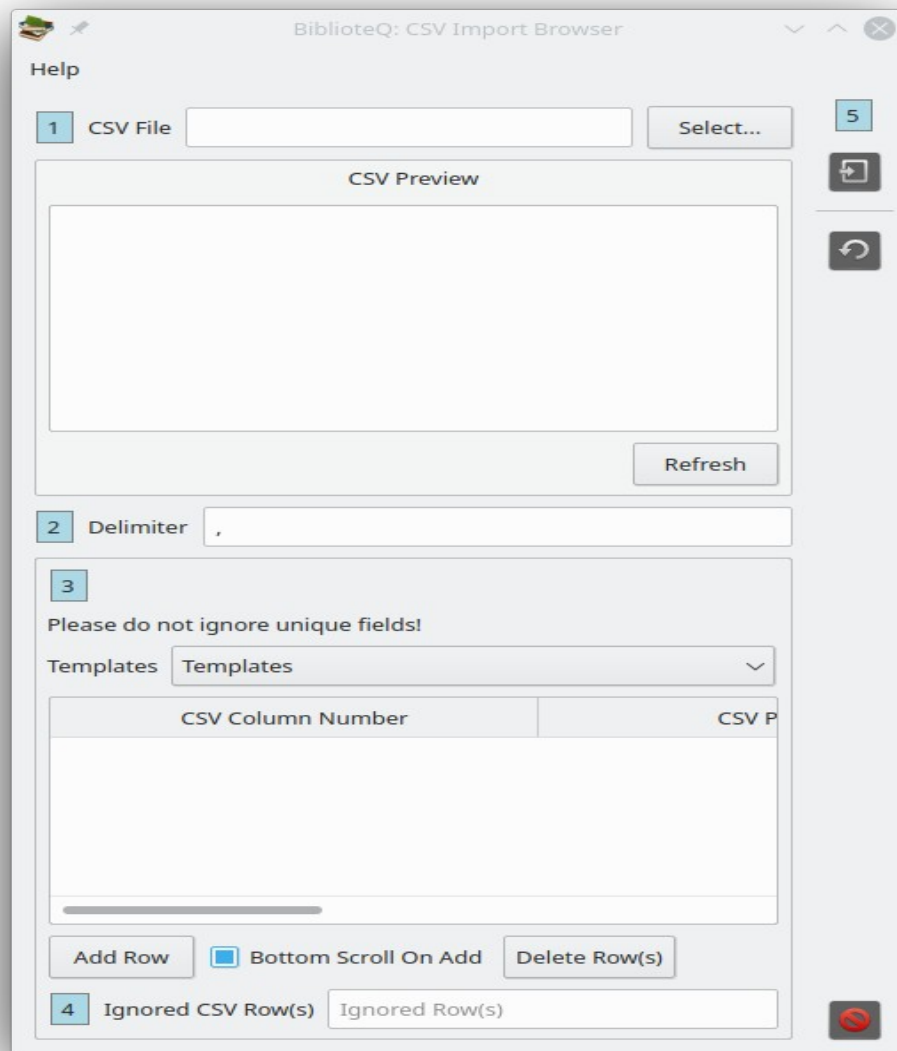 BiblioteQ: CSV Import Browser
Help
1 CSV File Select... 5
CSV Preview
Refresh
2 Delimiter ,
3
Please do not ignore unique fields!
Templates Templates
CSV Column Number CSV P
Add Row Bottom Scroll On Add Delete Row(s)
4 Ignored CSV Row(s) Ignored Row(s)